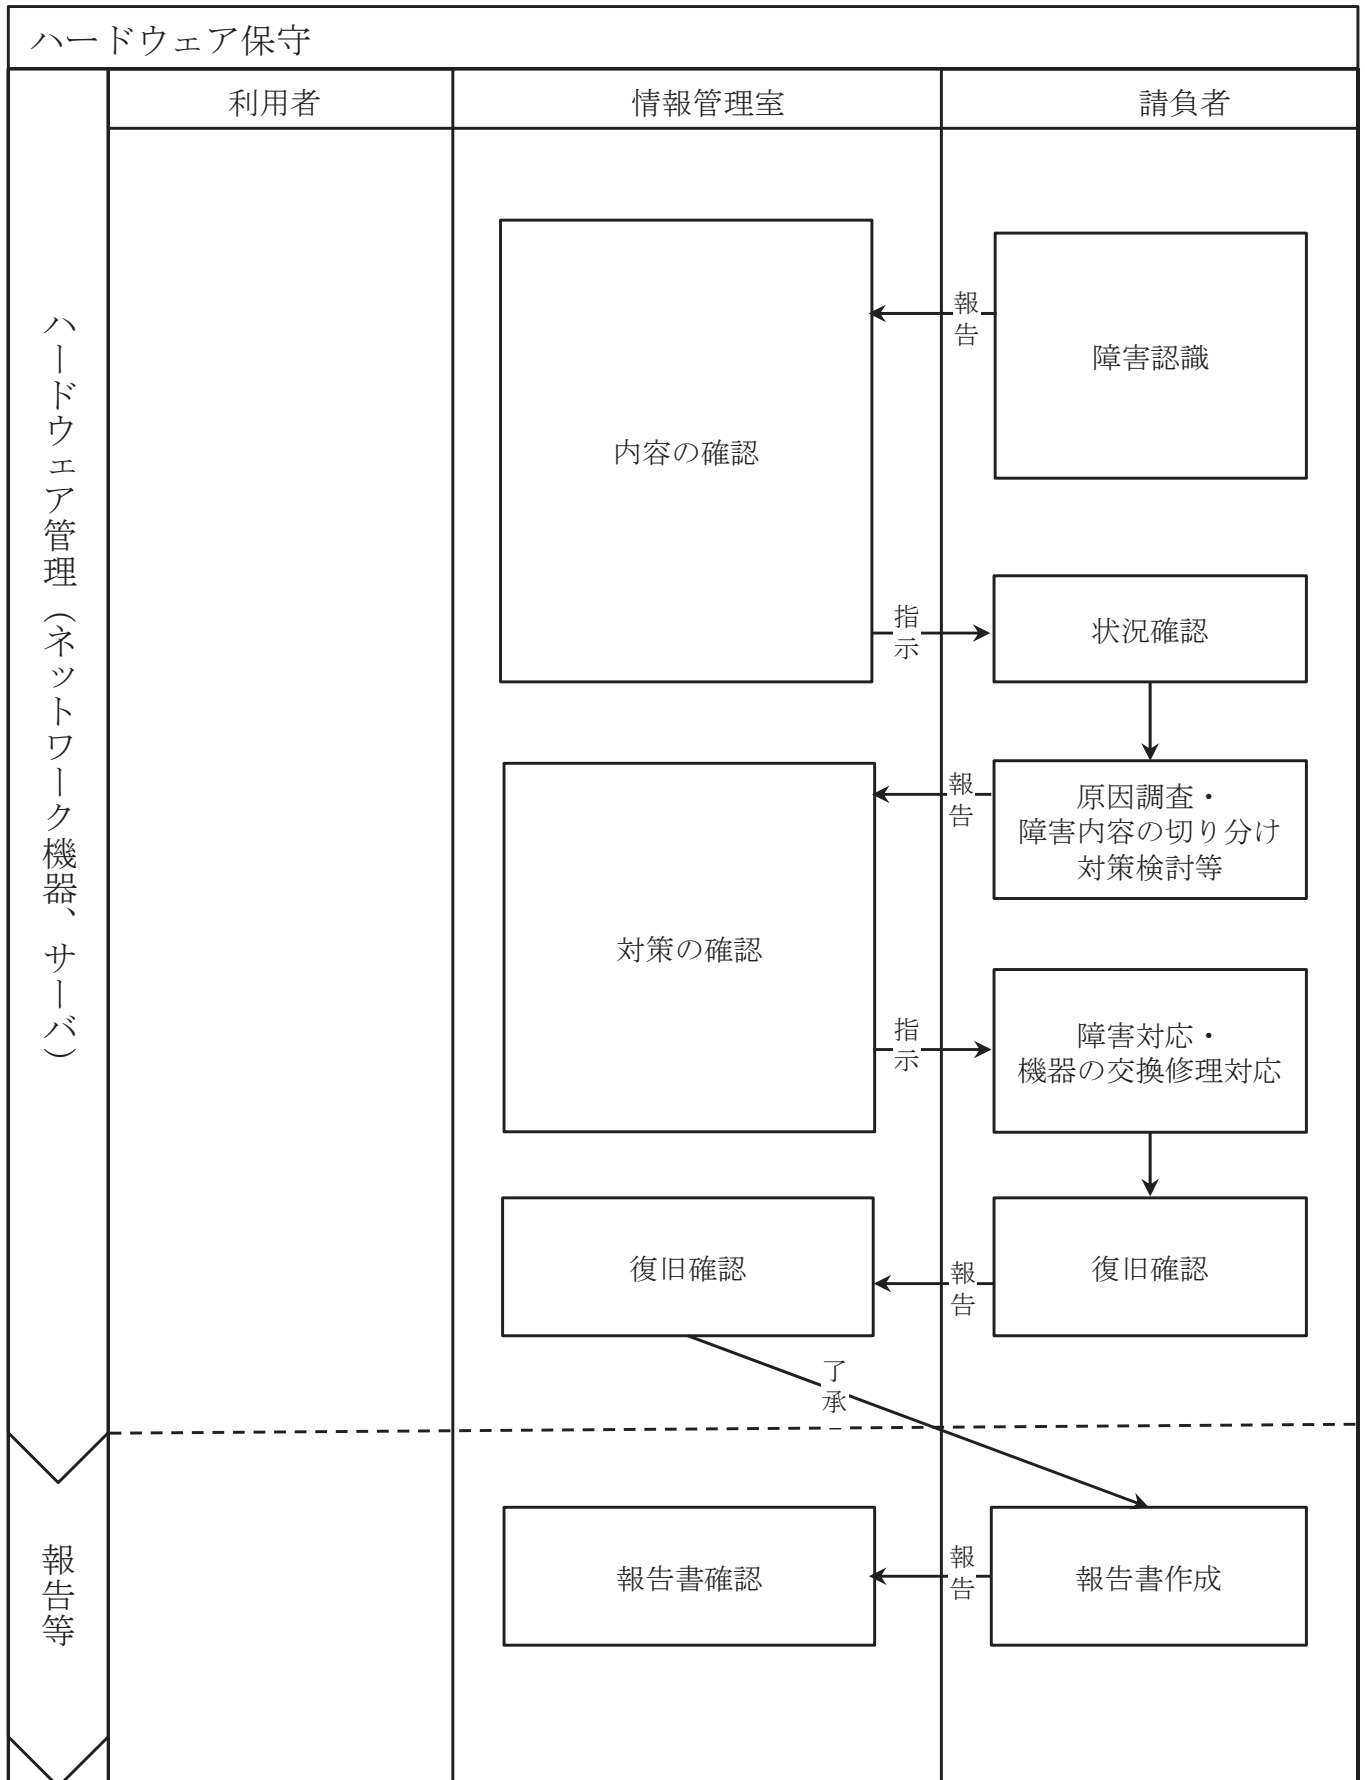 ハードウェア保守
利用者
情報管理室
請負者
ハードウェア管理（ネットワーク機器、サーバ）
報告
障害認識
内容の確認
指示
状況確認
報告
原因調査・
障害内容の切り分け
対策検討等
対策の確認
指示
障害対応・
機器の交換修理対応
復旧確認
報告
復旧確認
了承
報告等
報告書確認
報告
報告書作成